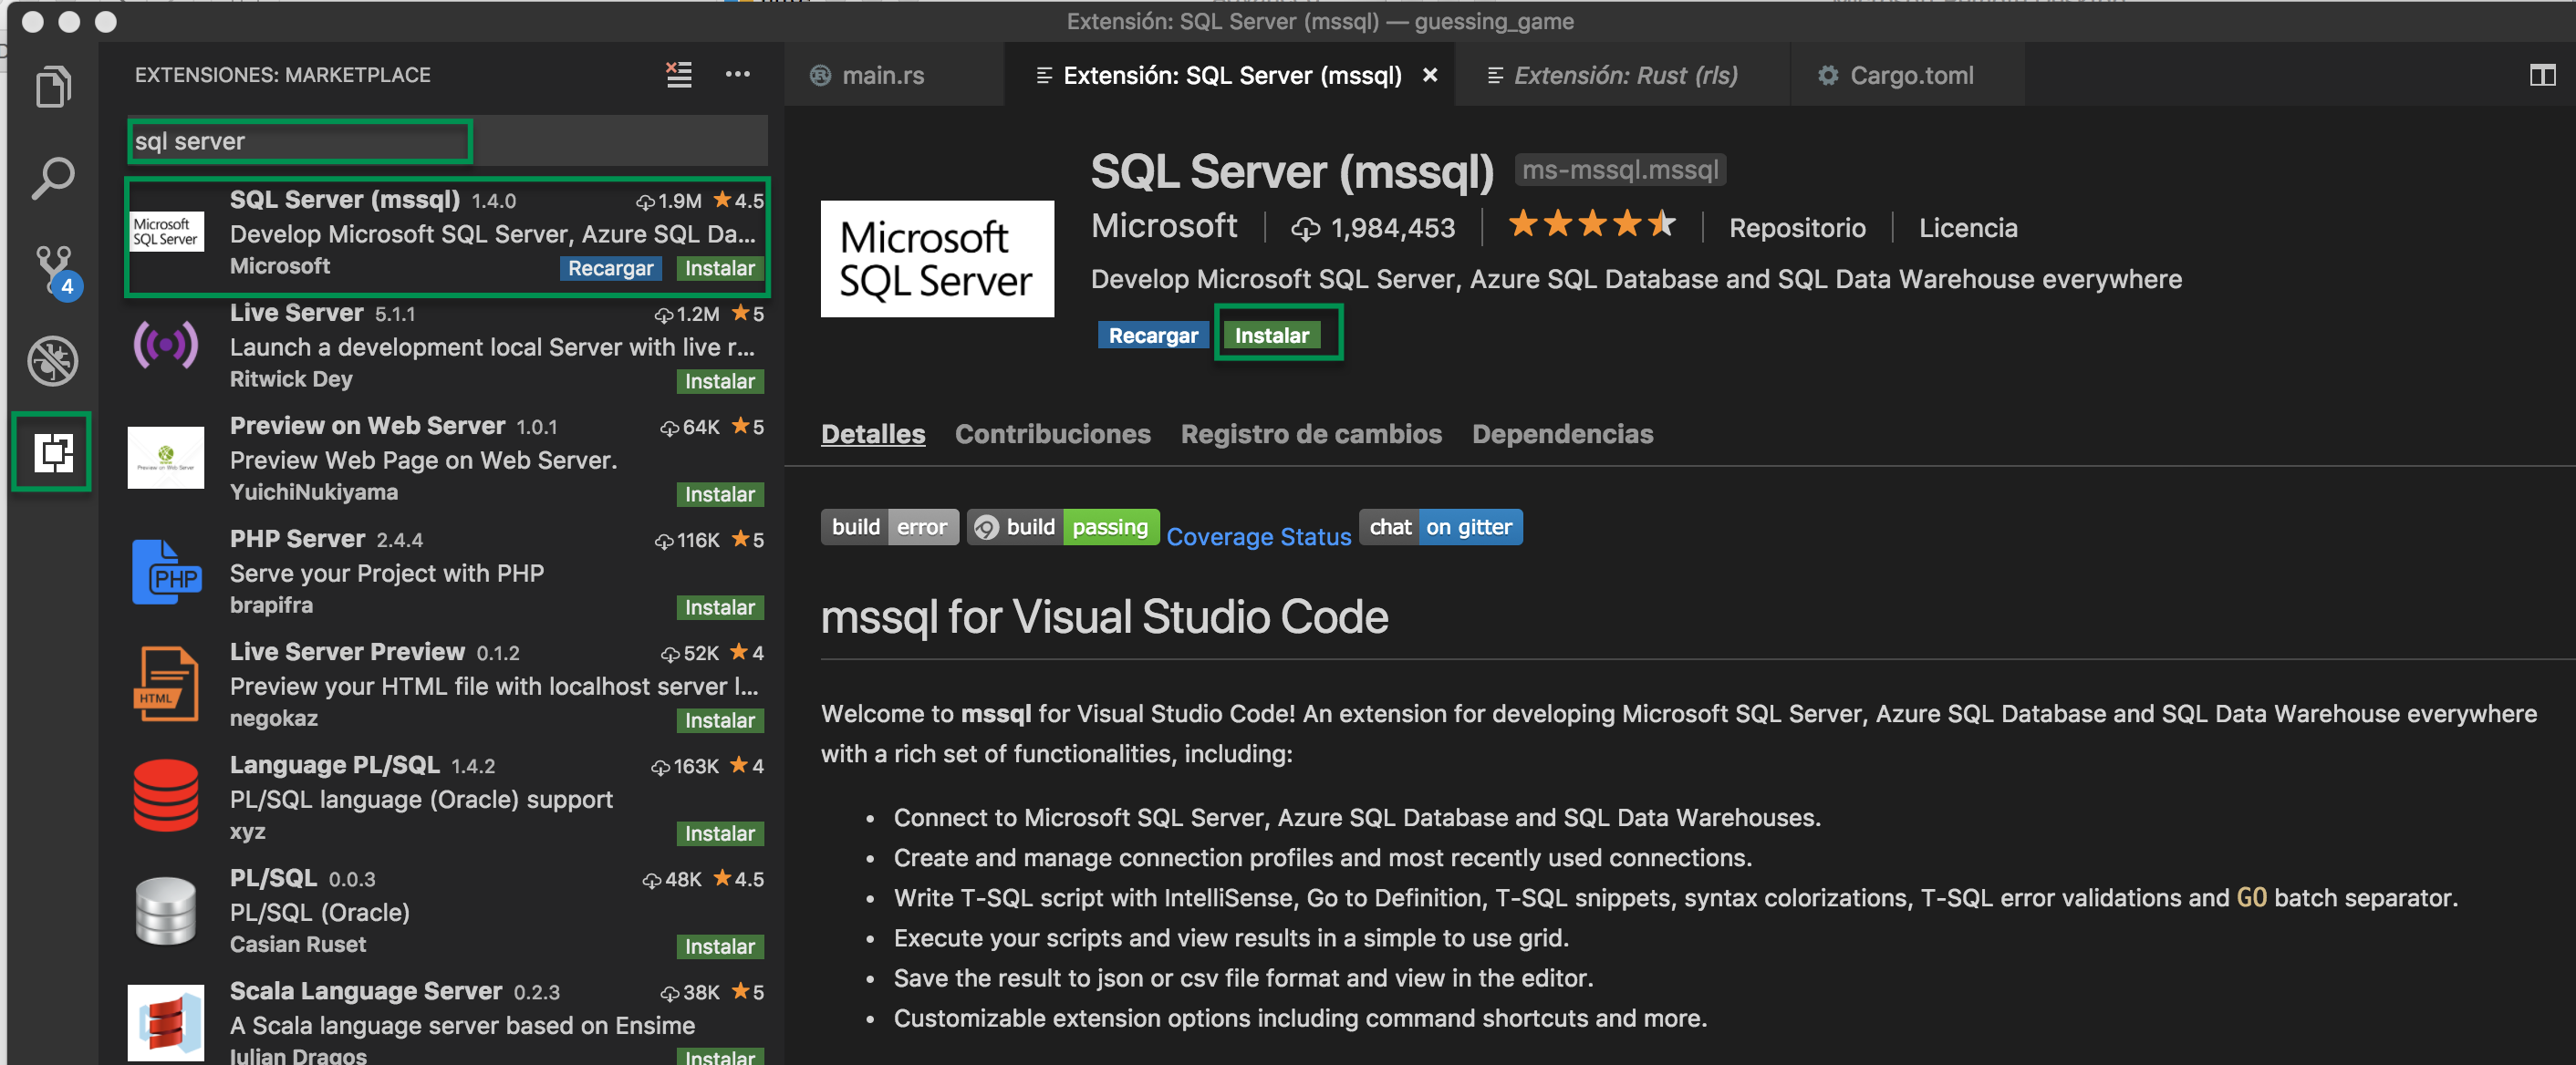 Extensión: SQL Server (mssql) — guessing_game
EXTENSIONES: MARKETPLACE
sql server
SQL Server (mssql) 1.4.0 1.9M 4.5
Microsoft
SQL Server
Develop Microsoft SQL Server, Azure SQL Da...
Microsoft Recargar Instalar
Live Server 5.1.1 1.2M 5
Launch a development local Server with live r...
Ritwick Dey Instalar
Preview on Web Server 1.0.1 64K 5
Preview on Web Server
Preview Web Page on Web Server.
YuichiNukiyama Instalar
PHP Server 2.4.4 116K 5
PHP
Serve your Project with PHP
brapifra Instalar
Live Server Preview 0.1.2 52K 4
HTML
Preview your HTML file with localhost server l...
negokaz Instalar
Language PL/SQL 1.4.2 163K 4
PL/SQL language (Oracle) support
xyz Instalar
PL/SQL 0.0.3 48K 4.5
PL/SQL (Oracle)
Casian Ruset Instalar
Scala Language Server 0.2.3 38K 5
A Scala language server based on Ensime
Iulian Dragos Instalar
4
main.rs Extensión: SQL Server (mssql) Extensión: Rust (rls) Cargo.toml
Microsoft
SQL Server
SQL Server (mssql) ms-mssql.mssql
Microsoft 1,984,453 Repositorio Licencia
Develop Microsoft SQL Server, Azure SQL Database and SQL Data Warehouse everywhere
Recargar Instalar
Detalles Contribuciones Registro de cambios Dependencias
build error build passing Coverage Status chat on gitter
mssql for Visual Studio Code
Welcome to mssql for Visual Studio Code! An extension for developing Microsoft SQL Server, Azure SQL Database and SQL Data Warehouse everywhere
with a rich set of functionalities, including:
• Connect to Microsoft SQL Server, Azure SQL Database and SQL Data Warehouses.
• Create and manage connection profiles and most recently used connections.
• Write T-SQL script with IntelliSense, Go to Definition, T-SQL snippets, syntax colorizations, T-SQL error validations and GO batch separator.
• Execute your scripts and view results in a simple to use grid.
• Save the result to json or csv file format and view in the editor.
• Customizable extension options including command shortcuts and more.